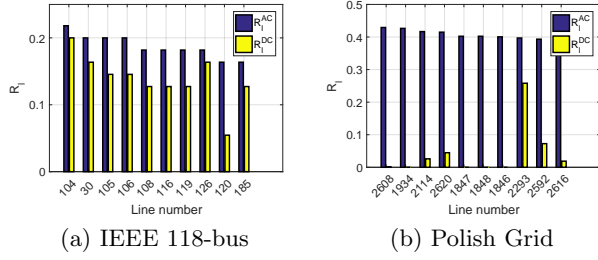 R_l^AC
R_l^DC
0.2
0.1
0
R_l
104 30 105 106 108 116 119 126 120 185
Line number
(a) IEEE 118-bus
R_l^AC
R_l^DC
0.5
0.4
0.3
0.2
0.1
0
R_l
2608 1934 2114 2620 1847 1848 1846 2293 2592 2616
Line number
(b) Polish Grid